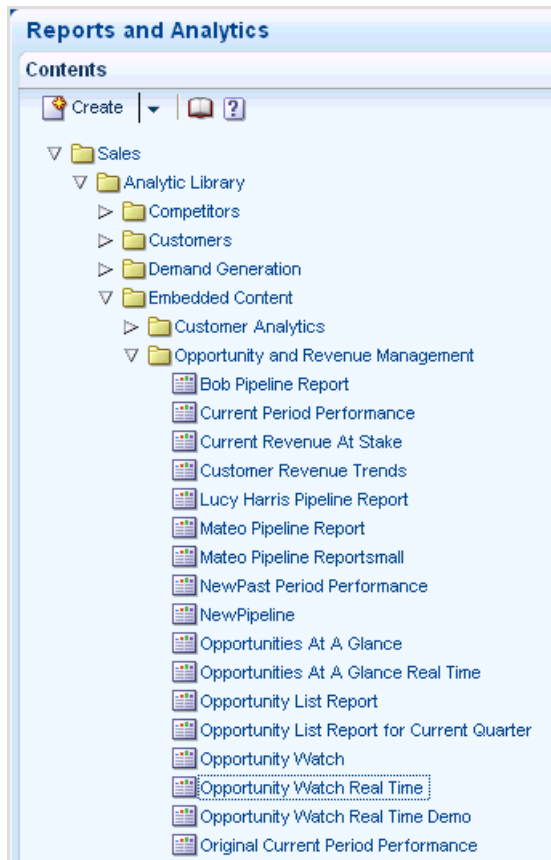 Reports and Analytics
Contents
Create
Sales
Analytic Library
Competitors
Customers
Demand Generation
Embedded Content
Customer Analytics
Opportunity and Revenue Management
Bob Pipeline Report
Current Period Performance
Current Revenue At Stake
Customer Revenue Trends
Lucy Harris Pipeline Report
Mateo Pipeline Report
Mateo Pipeline Reportsmall
NewPast Period Performance
NewPipeline
Opportunities At A Glance
Opportunities At A Glance Real Time
Opportunity List Report
Opportunity List Report for Current Quarter
Opportunity Watch
Opportunity Watch Real Time
Opportunity Watch Real Time Demo
Original Current Period Performance